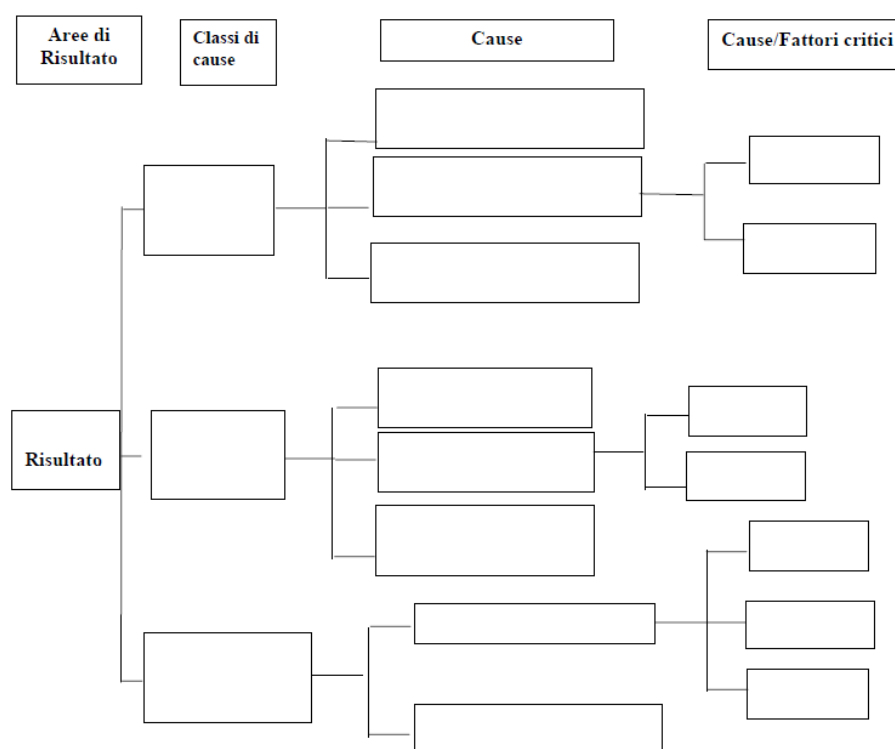 Aree di
Risultato
Classi di
cause
Cause
Cause/Fattori critici
Risultato